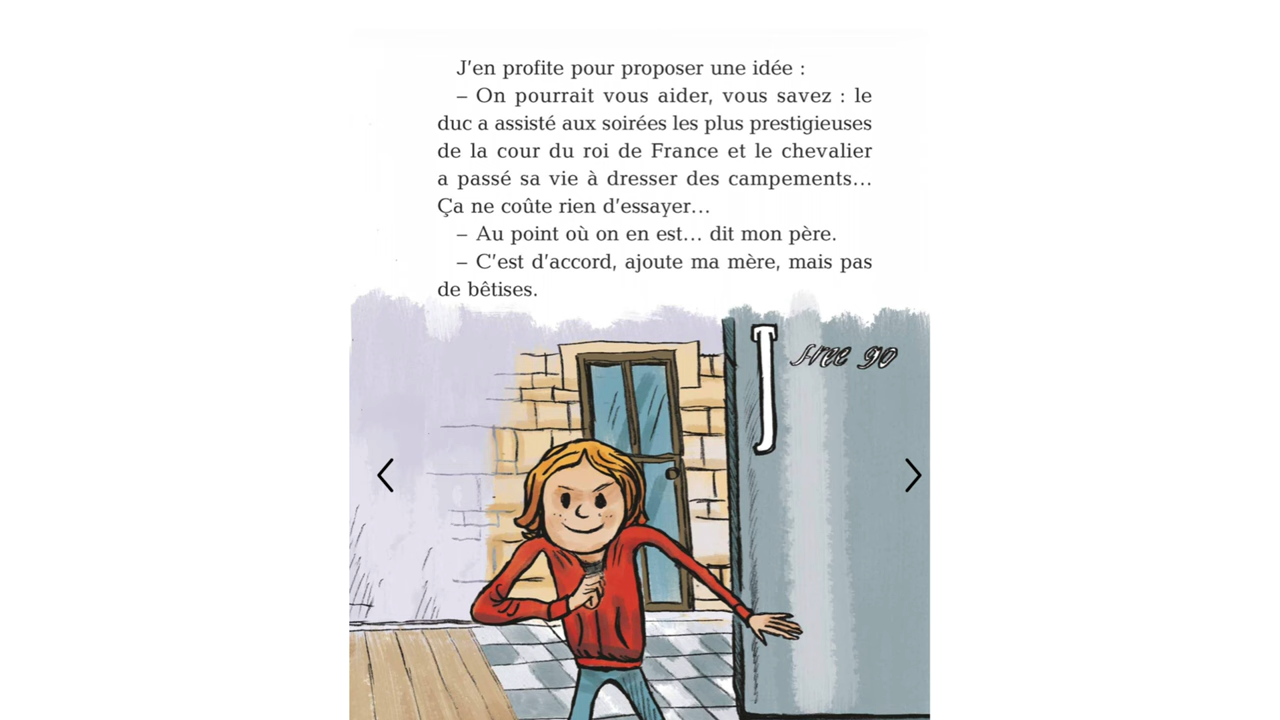 J’en profite pour proposer une idée :
– On pourrait vous aider, vous savez : le
duc a assisté aux soirées les plus prestigieuses
de la cour du roi de France et le chevalier
a passé sa vie à dresser des campements…
Ça ne coûte rien d’essayer…
– Au point où on en est… dit mon père.
– C’est d’accord, ajoute ma mère, mais pas
de bêtises.
Free go